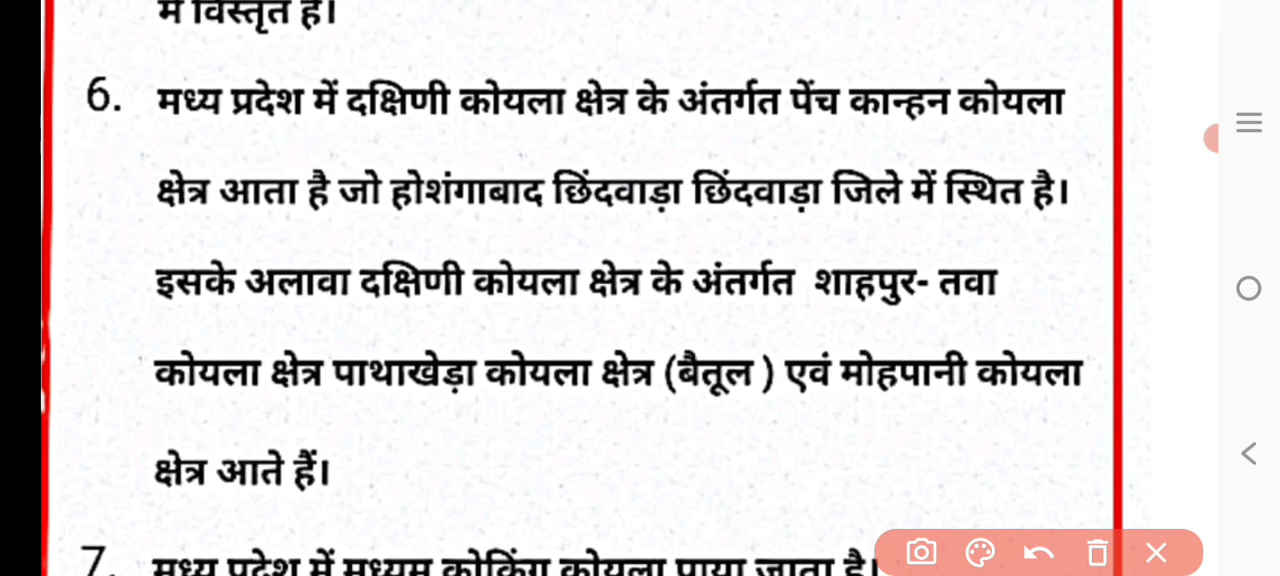 में विस्तृत है।
6. मध्य प्रदेश में दक्षिणी कोयला क्षेत्र के अंतर्गत पेंच कान्हन कोयला
क्षेत्र आता है जो होशंगाबाद छिंदवाड़ा छिंदवाड़ा जिले में स्थित है।
इसके अलावा दक्षिणी कोयला क्षेत्र के अंतर्गत शाहपुर- तवा
कोयला क्षेत्र पाथाखेड़ा कोयला क्षेत्र (बैतूल ) एवं मोहपानी कोयला
क्षेत्र आते हैं।
7. मध्य प्रदेश में मध्यम कोकिंग कोयला पाया जाता है।